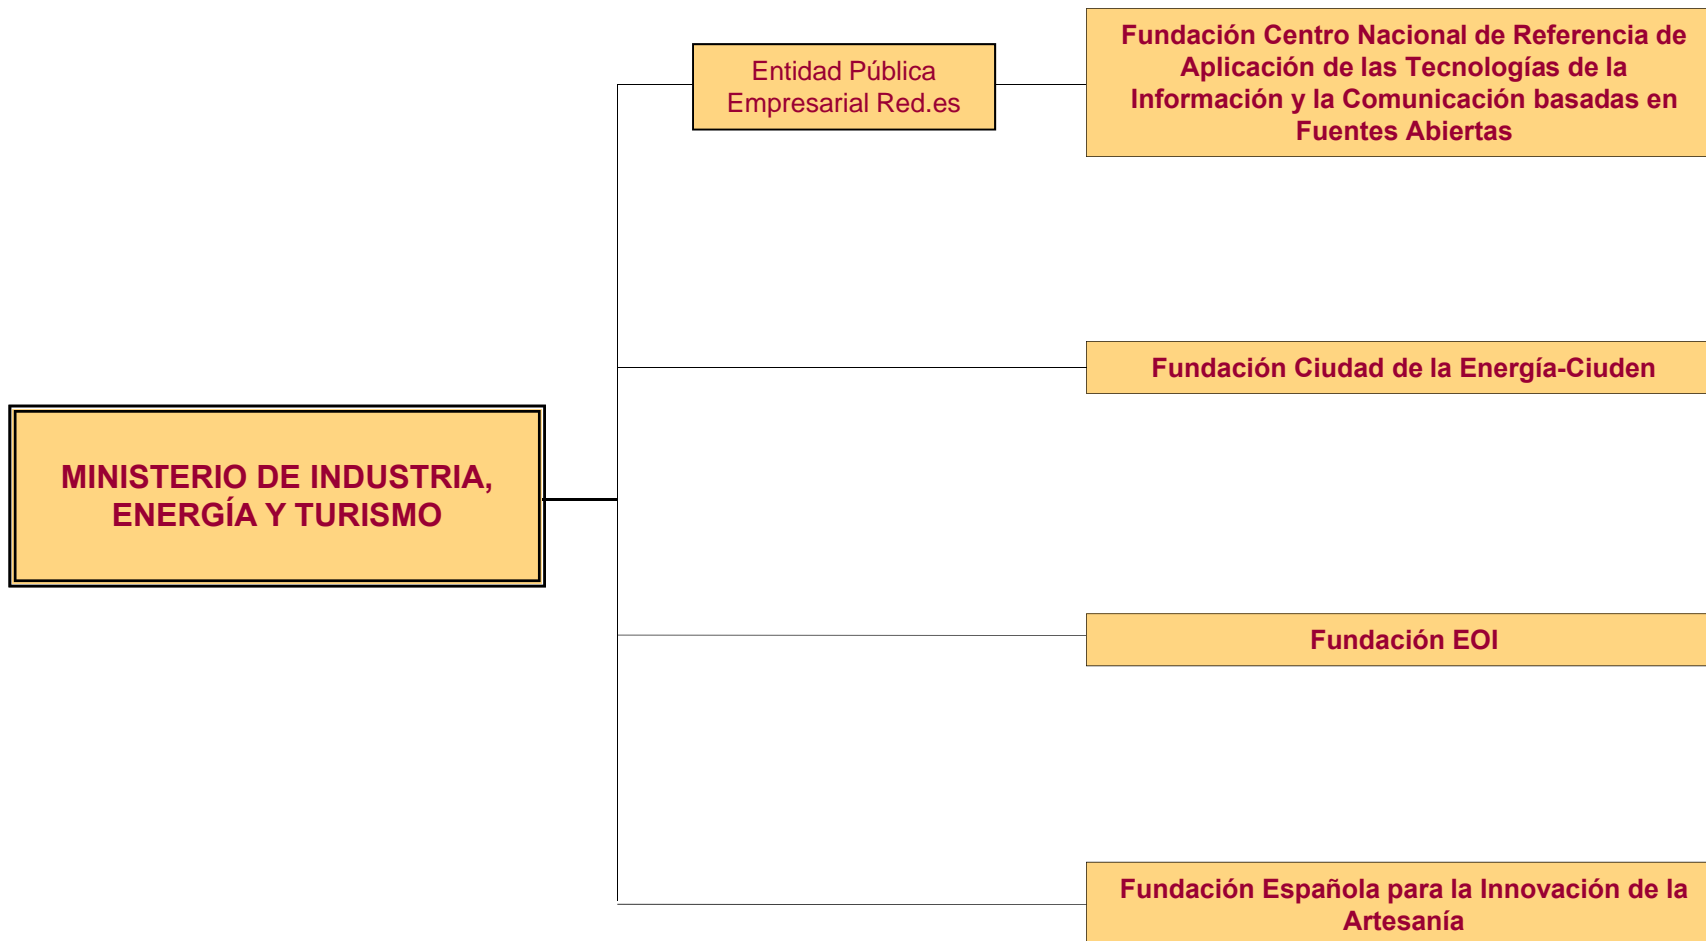 Entidad Pública
Empresarial Red.es
Fundación Centro Nacional de Referencia de
Aplicación de las Tecnologías de la
Información y la Comunicación basadas en
Fuentes Abiertas
Fundación Ciudad de la Energía-Ciuden
MINISTERIO DE INDUSTRIA,
ENERGÍA Y TURISMO
Fundación EOI
Fundación Española para la Innovación de la
Artesanía